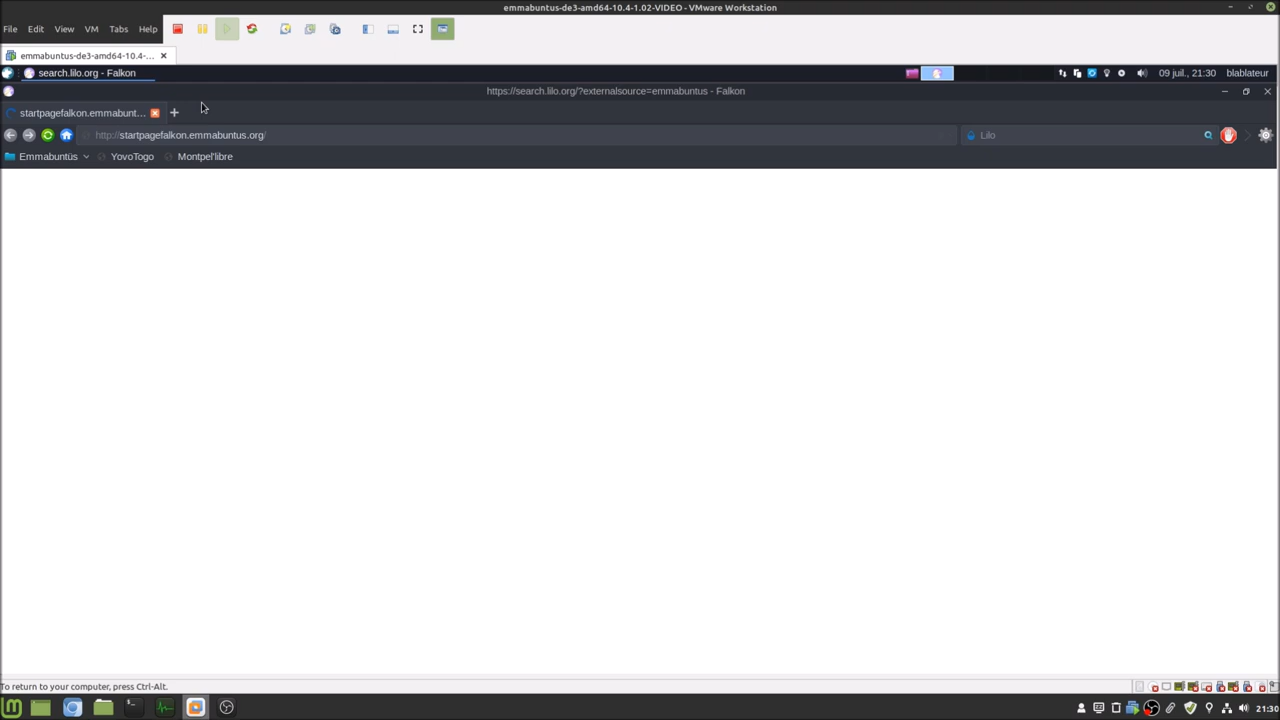 emmabuntus-de3-amd64-10.4-1.02-VIDEO - VMware Workstation
File Edit View VM Tabs Help
emmabuntus-de3-amd64-10.4-...
search.lilo.org - Falkon
09 juil., 21:30 blablateur
https://search.lilo.org/?externalsource=emmabuntus - Falkon
startpagefalkon.emmabunt...
http://startpagefalkon.emmabuntus.org/
Lilo
Emmabuntüs YovoTogo Montpel'libre
To return to your computer, press Ctrl-Alt.
21:30